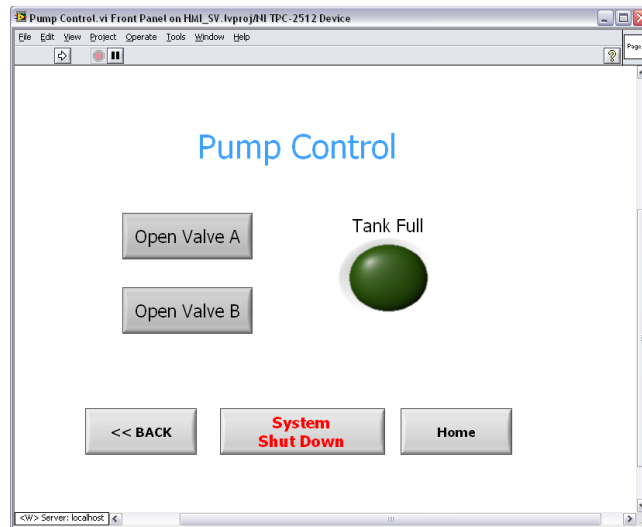 Pump Control.vi Front Panel on HMI_SV.lvproj/NI TPC-2512 Device
File Edit View Project Operate Tools Window Help
Page
?
Pump Control
Open Valve A
Tank Full
Open Valve B
<< BACK
System
Shut Down
Home
<W> Server: localhost